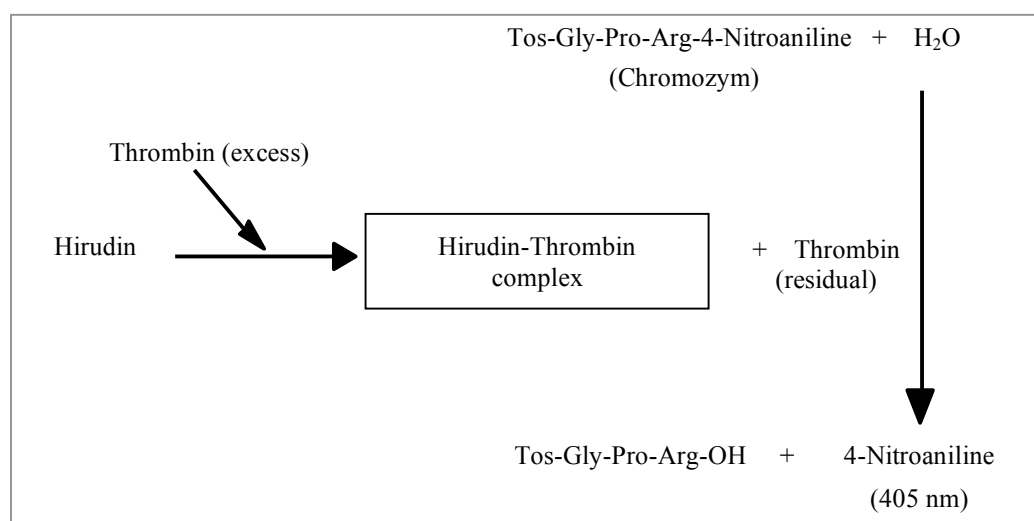 Tos-Gly-Pro-Arg-4-Nitroaniline + H₂O
(Chromozym)
Thrombin (excess)
Hirudin
Hirudin-Thrombin
complex
+ Thrombin
(residual)
Tos-Gly-Pro-Arg-OH + 4-Nitroaniline
(405 nm)